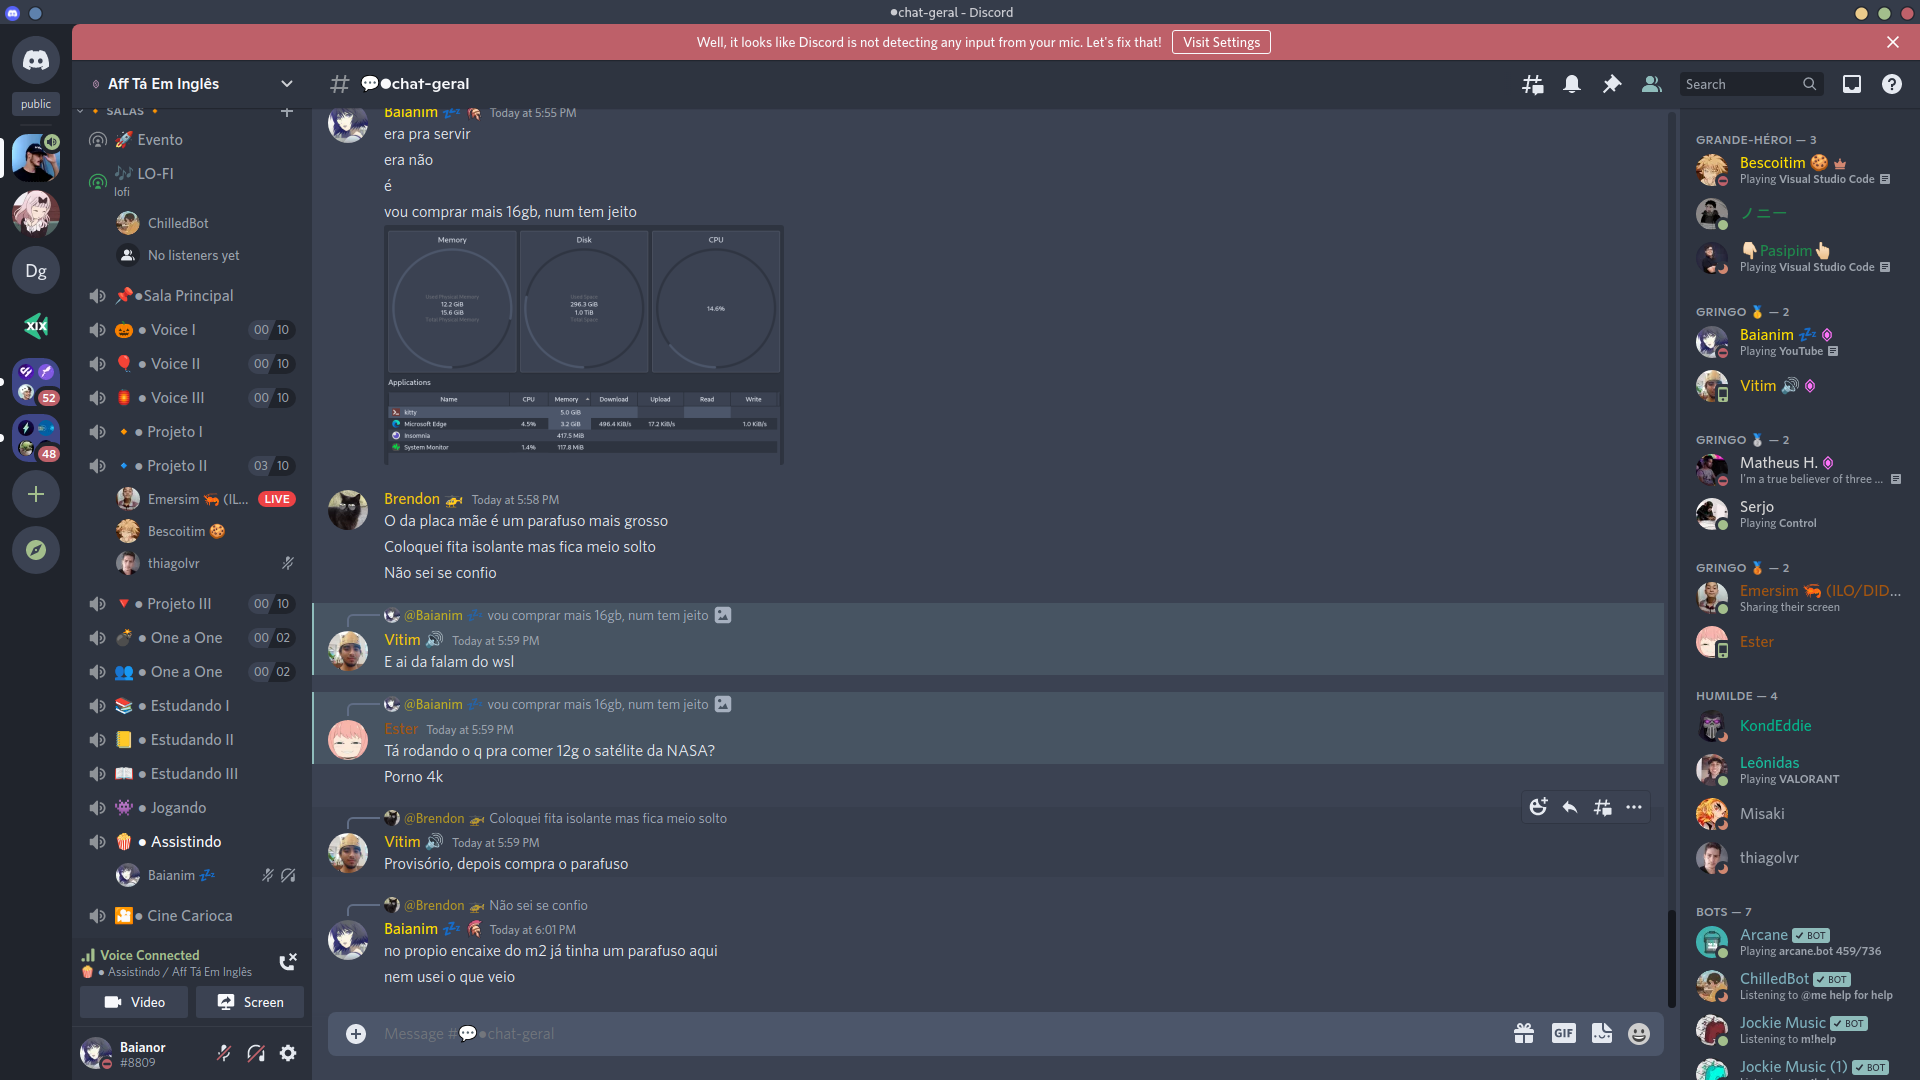 ●chat-geral - Discord
Well, it looks like Discord is not detecting any input from your mic. Let's fix that!
Visit Settings
public
Dg
XIX
52
48
Aff Tá Em Inglês
SALAS
🚀 Evento
🎶 LO-FI
lofi
ChilledBot
No listeners yet
📌●Sala Principal
🎃 ● Voice I
00 10
🎈 ● Voice II
00 10
🏮 ● Voice III
00 10
🔸 ● Projeto I
🔹 ● Projeto II
03 10
Emersim 🦐 (IL...
LIVE
Bescoitim 🍪
thiagolvr
🔻 ● Projeto III
00 10
💣 ● One a One
00 02
👥 ● One a One
00 02
📚 ● Estudando I
📒 ● Estudando II
📖 ● Estudando III
👾 ● Jogando
🍿 ● Assistindo
Baianim 💤
🎦● Cine Carioca
Voice Connected
🍿 ● Assistindo / Aff Tá Em Inglês
Video
Screen
Baianor
#8809
💬●chat-geral
Search
Baianim 💤 Today at 5:55 PM
era pra servir
era não
é
vou comprar mais 16gb, num tem jeito
Memory
Used Physical Memory
12.2 GiB
15.6 GiB
Total Physical Memory
Disk
Used Space
296.3 GiB
1.0 TiB
Total Space
CPU
14.6%
Applications
Name CPU Memory Download Upload Read Write
kitty 5.0 GiB
Microsoft Edge 4.5% 3.2 GiB 496.4 KiB/s 17.2 KiB/s 1.0 KiB/s
Insomnia 417.5 MiB
System Monitor 1.4% 117.8 MiB
Brendon 🚁 Today at 5:58 PM
O da placa mãe é um parafuso mais grosso
Coloquei fita isolante mas fica meio solto
Não sei se confio
@Baianim 💤 vou comprar mais 16gb, num tem jeito
Vitim 🔊 Today at 5:59 PM
E ai da falam do wsl
@Baianim 💤 vou comprar mais 16gb, num tem jeito
Ester Today at 5:59 PM
Tá rodando o q pra comer 12g o satélite da NASA?
Porno 4k
@Brendon 🚁 Coloquei fita isolante mas fica meio solto
Vitim 🔊 Today at 5:59 PM
Provisório, depois compra o parafuso
@Brendon 🚁 Não sei se confio
Baianim 💤 Today at 6:01 PM
no propio encaixe do m2 já tinha um parafuso aqui
nem usei o que veio
Message #💬●chat-geral
GIF
GRANDE-HÉROI — 3
Bescoitim 🍪
Playing Visual Studio Code
ノニー
👇🏻Pasipim👆🏻
Playing Visual Studio Code
GRINGO 🥇 — 2
Baianim 💤
Playing YouTube
Vitim 🔊
GRINGO 🥈 — 2
Matheus H.
I'm a true believer of three ...
Serjo
Playing Control
GRINGO 🥉 — 2
Emersim 🦐 (ILO/DID...
Sharing their screen
Ester
HUMILDE — 4
KondEddie
Leônidas
Playing VALORANT
Misaki
thiagolvr
BOTS — 7
Arcane ✓ BOT
Playing arcane.bot 459/736
ChilledBot ✓ BOT
Listening to @me help for help
Jockie Music ✓ BOT
Listening to m!help
Jockie Music (1) ✓ BOT